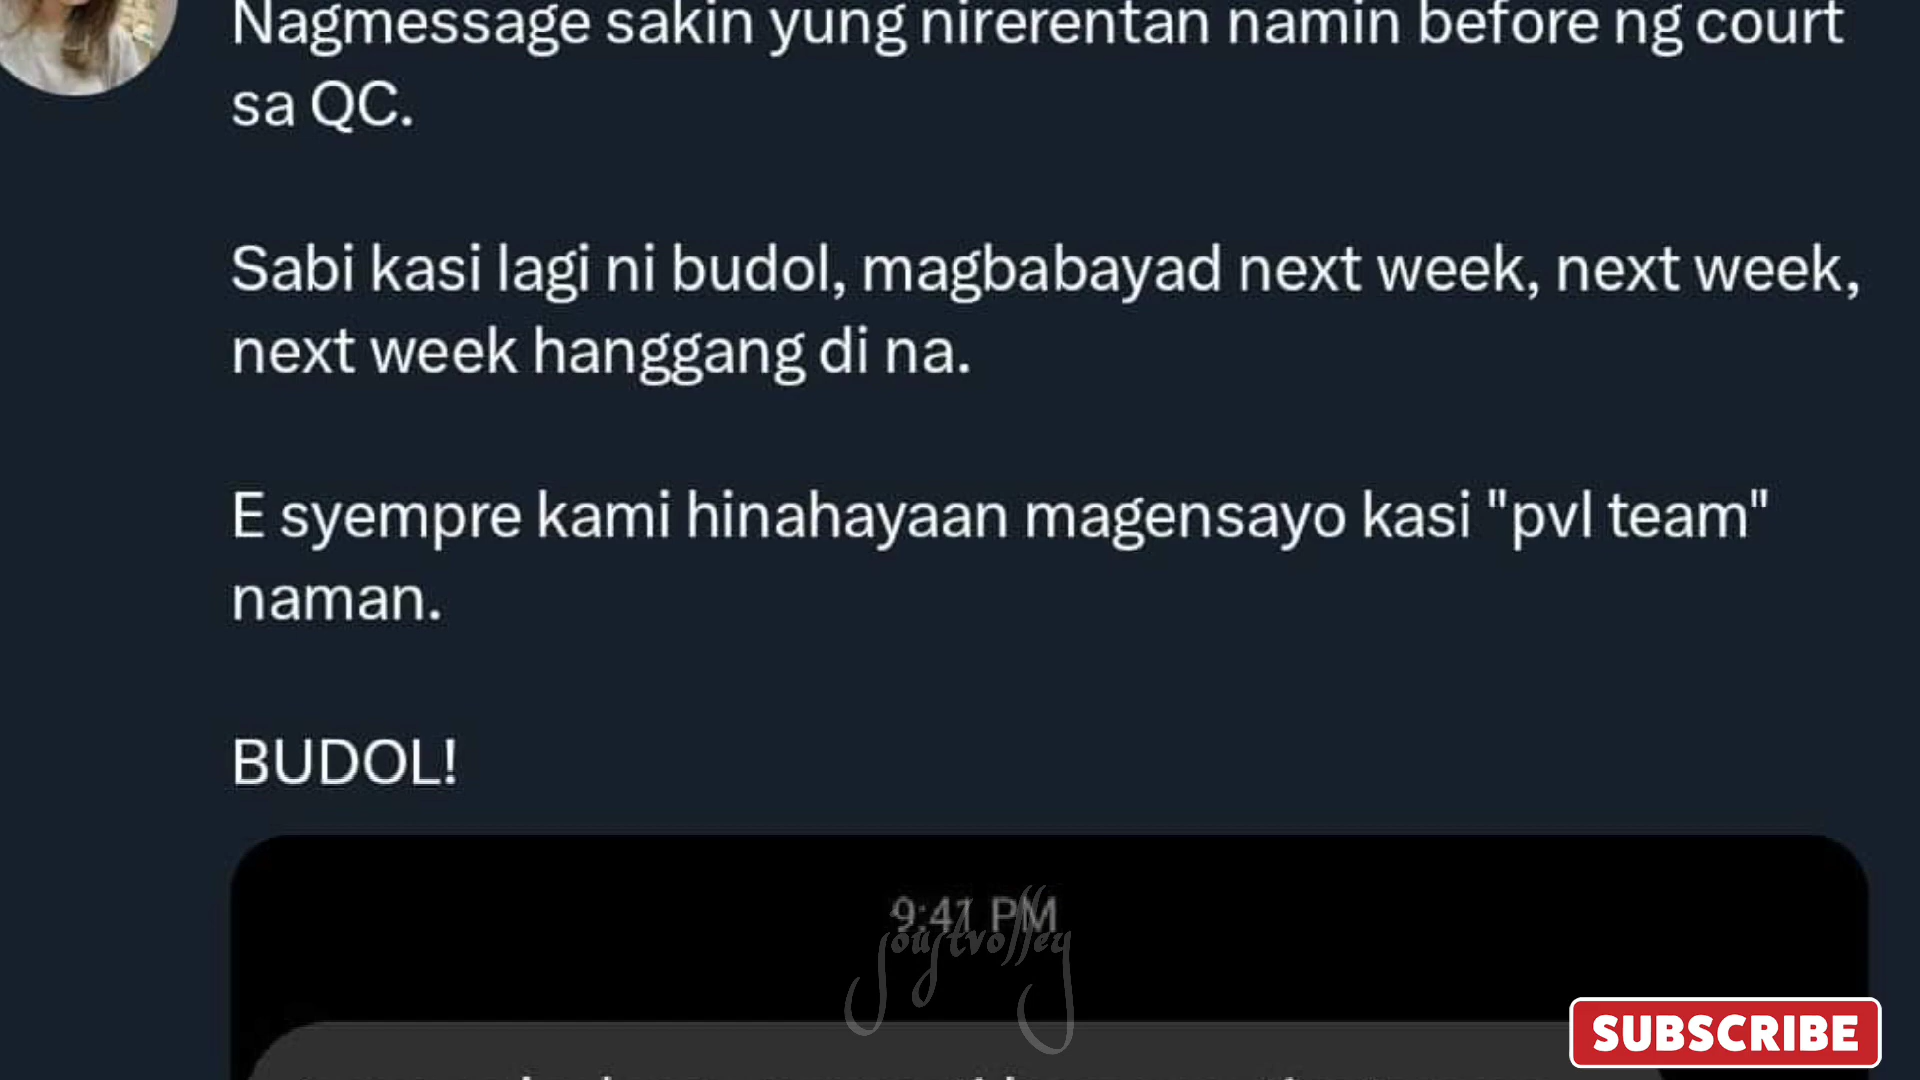 Nagmessage sakin yung nirerentan namin before ng court
sa QC.
Sabi kasi lagi ni budol, magbabayad next week, next week,
next week hanggang di na.
E syempre kami hinahayaan magensayo kasi "pvl team"
naman.
BUDOL!
9:41 PM
SUBSCRIBE